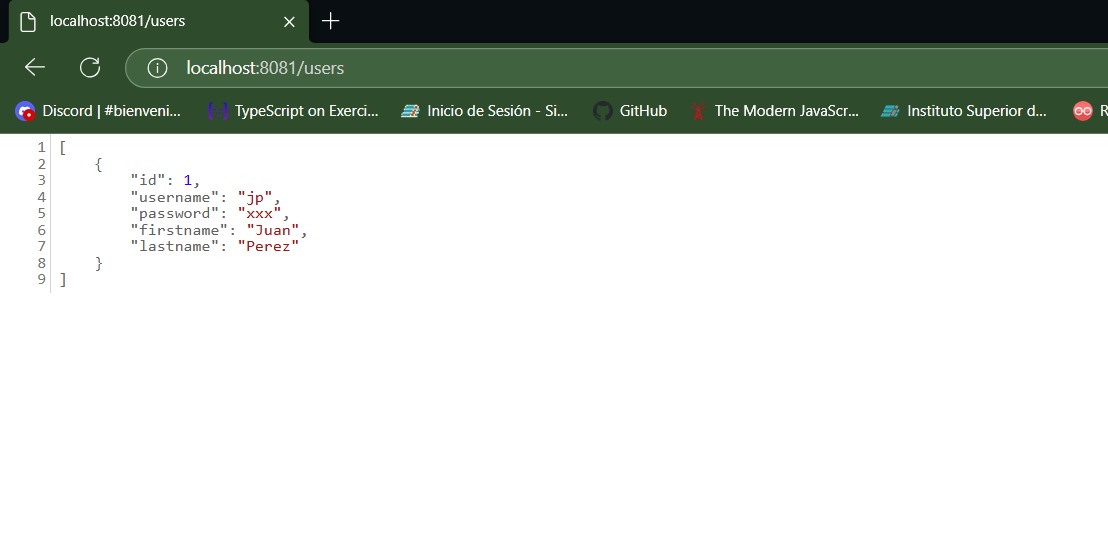 localhost:8081/users
localhost:8081/users
Discord | #bienveni... TypeScript on Exerci... Inicio de Sesión - Si... GitHub The Modern JavaScr... Instituto Superior d... R
1 [
2 {
3 "id": 1,
4 "username": "jp",
5 "password": "xxx",
6 "firstname": "Juan",
7 "lastname": "Perez"
8 }
9 ]